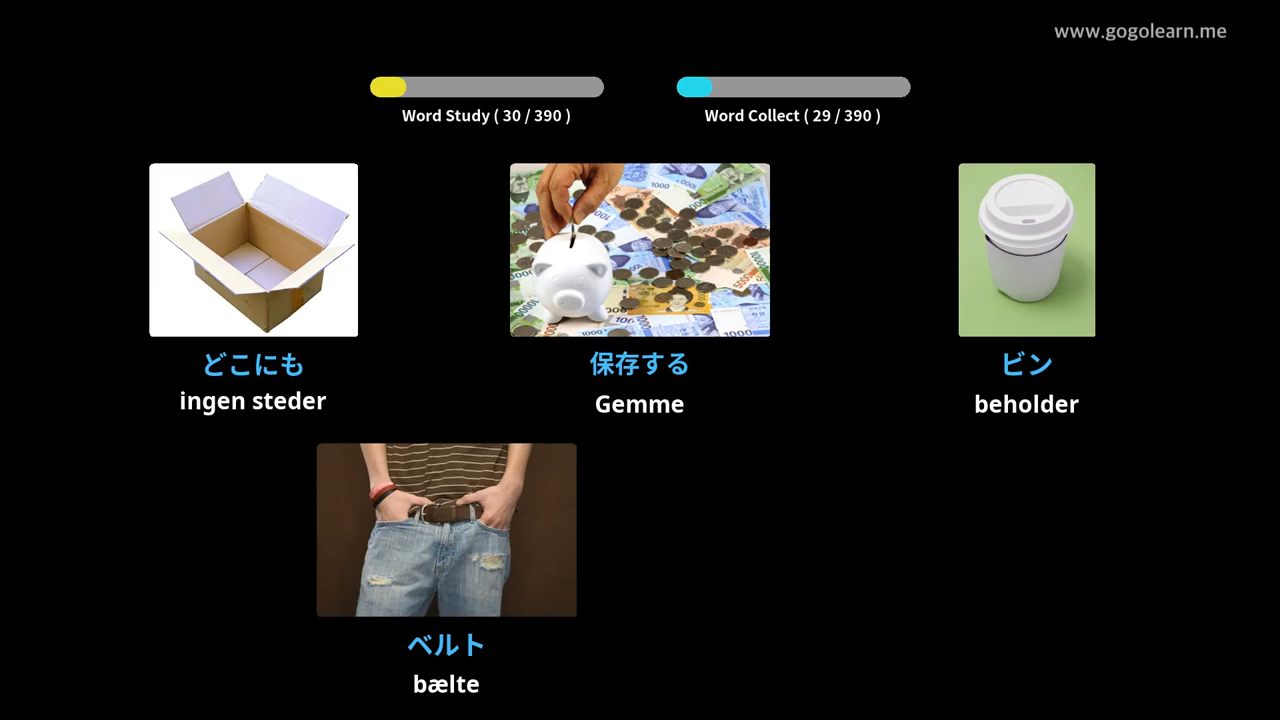 www.gogolearn.me
Word Study ( 30 / 390 )
Word Collect ( 29 / 390 )
どこにも
ingen steder
保存する
Gemme
ビン
beholder
ベルト
bælte